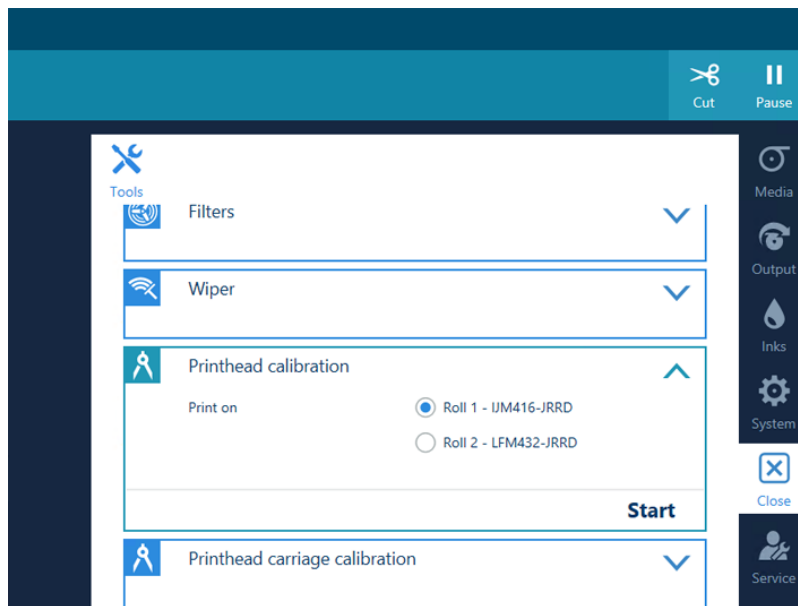 Cut
Pause
Tools
Media
Filters
Output
Wiper
Inks
Printhead calibration
Print on
Roll 1 - IJM416-JRRD
System
Roll 2 - LFM432-JRRD
Close
Start
Printhead carriage calibration
Service